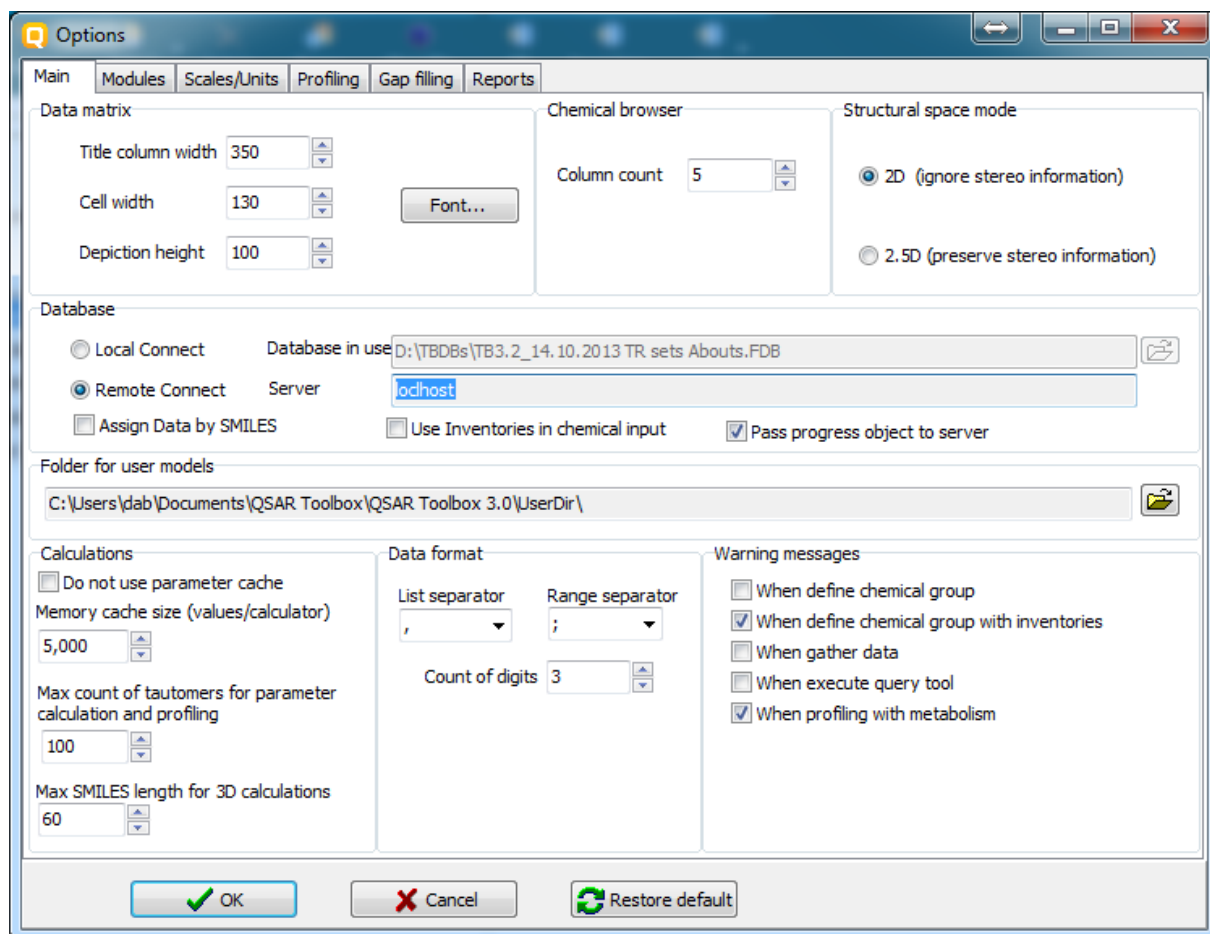 Options
Main Modules Scales/Units Profiling Gap filling Reports
Data matrix
Title column width 350
Cell width 130
Font...
Depiction height 100
Chemical browser
Column count 5
Structural space mode
2D (ignore stereo information)
2.5D (preserve stereo information)
Database
Local Connect Database in use D:\TBDBs\TB3.2_14.10.2013 TR sets Abouts.FDB
Remote Connect Server loclhost
Assign Data by SMILES Use Inventories in chemical input Pass progress object to server
Folder for user models
C:\Users\dab\Documents\QSAR Toolbox\QSAR Toolbox 3.0\UserDir\
Calculations
Do not use parameter cache
Memory cache size (values/calculator)
5,000
Max count of tautomers for parameter
calculation and profiling
100
Max SMILES length for 3D calculations
60
Data format
List separator Range separator
, ;
Count of digits 3
Warning messages
When define chemical group
When define chemical group with inventories
When gather data
When execute query tool
When profiling with metabolism
OK Cancel Restore default